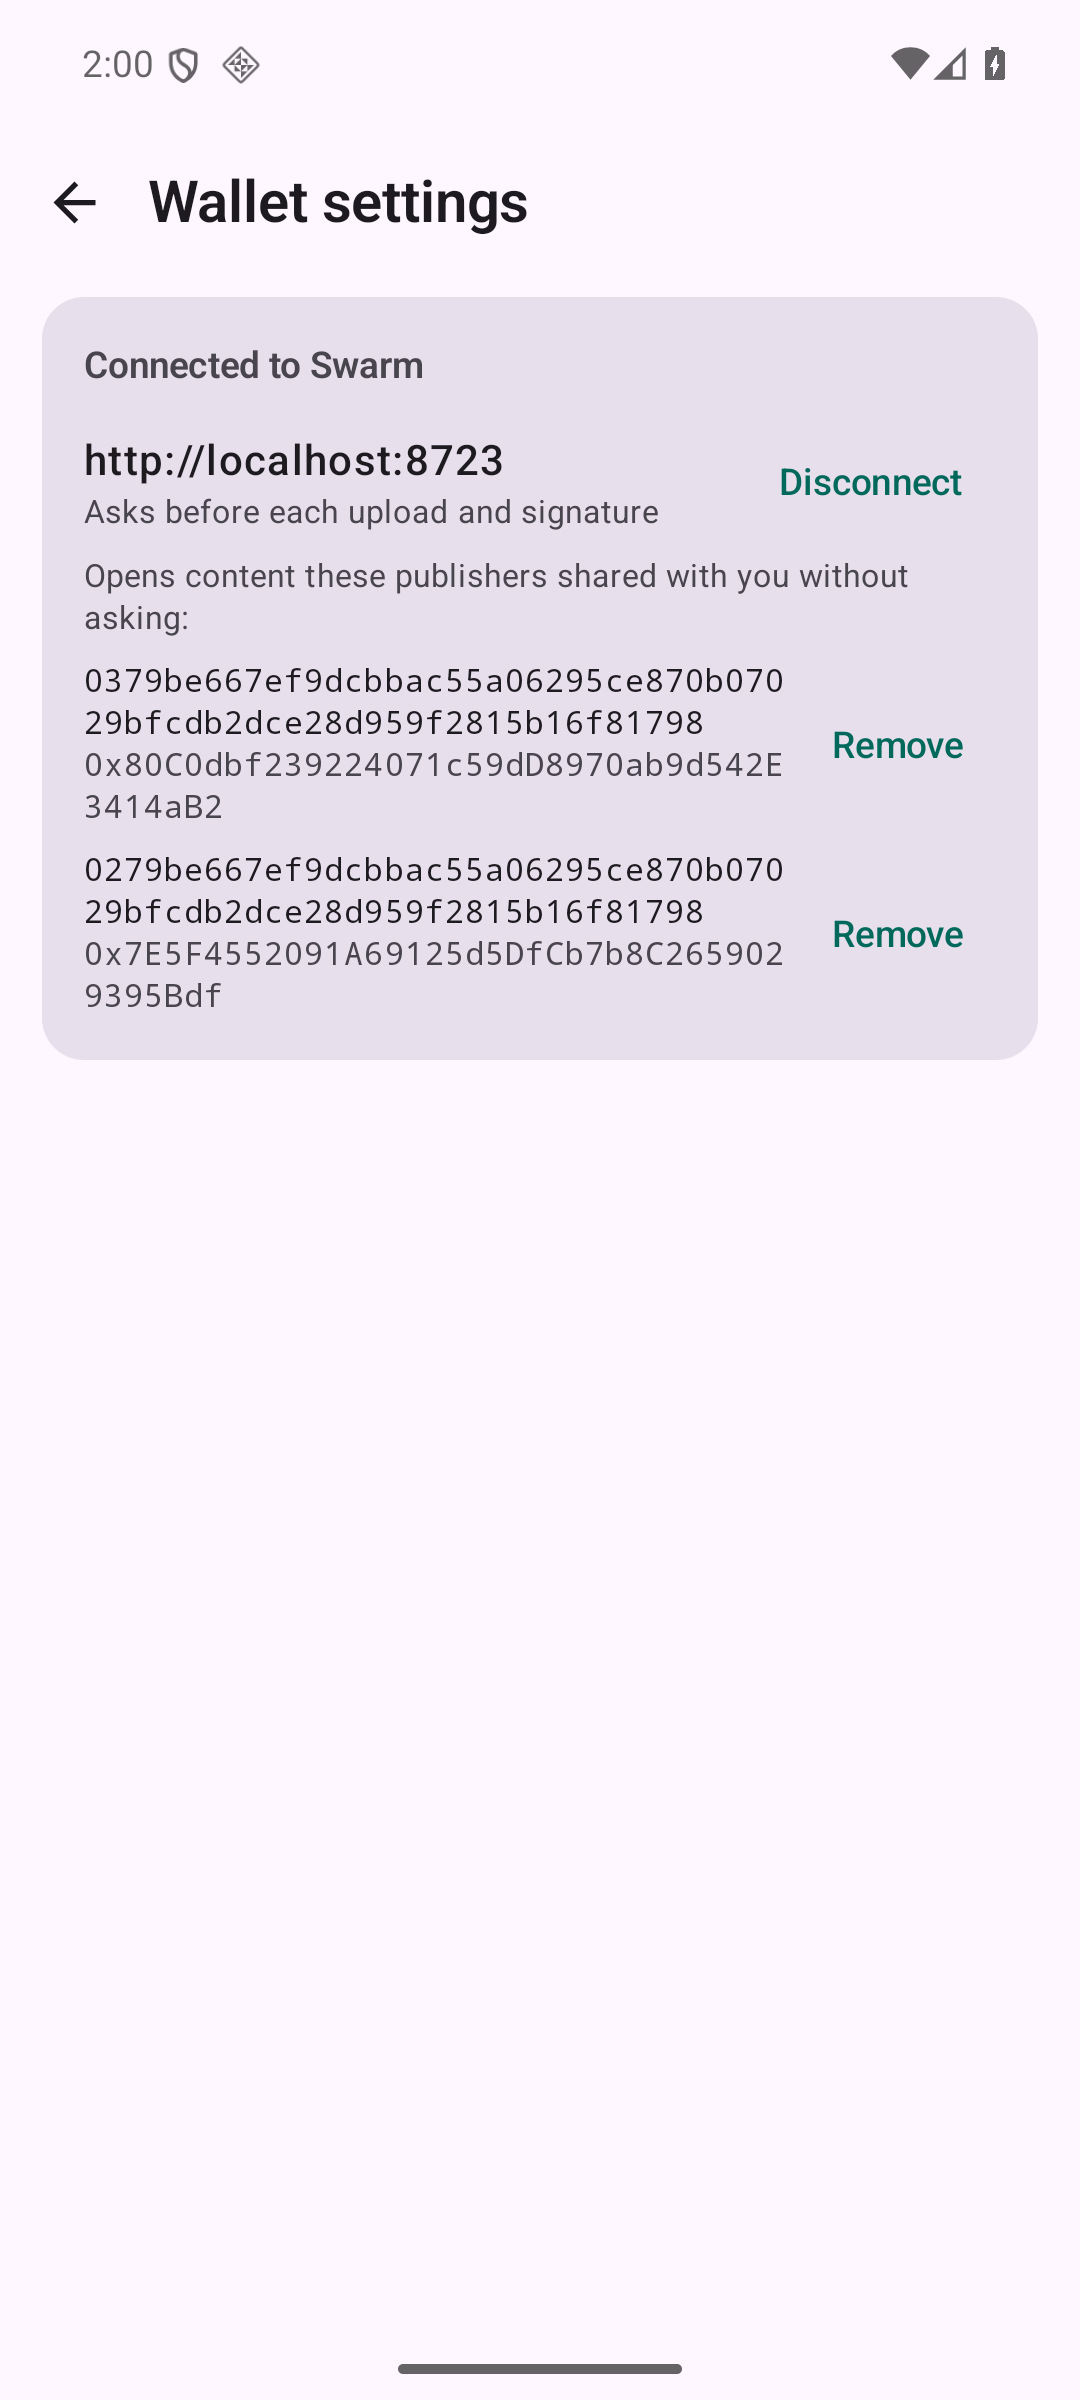 2:00
Wallet settings
Connected to Swarm
http://localhost:8723
Asks before each upload and signature
Disconnect
Opens content these publishers shared with you without
asking:
0379be667ef9dcbbac55a06295ce870b070
29bfcdb2dce28d959f2815b16f81798
0x80C0dbf239224071c59dD8970ab9d542E
3414aB2
Remove
0279be667ef9dcbbac55a06295ce870b070
29bfcdb2dce28d959f2815b16f81798
0x7E5F4552091A69125d5DfCb7b8C265902
9395Bdf
Remove